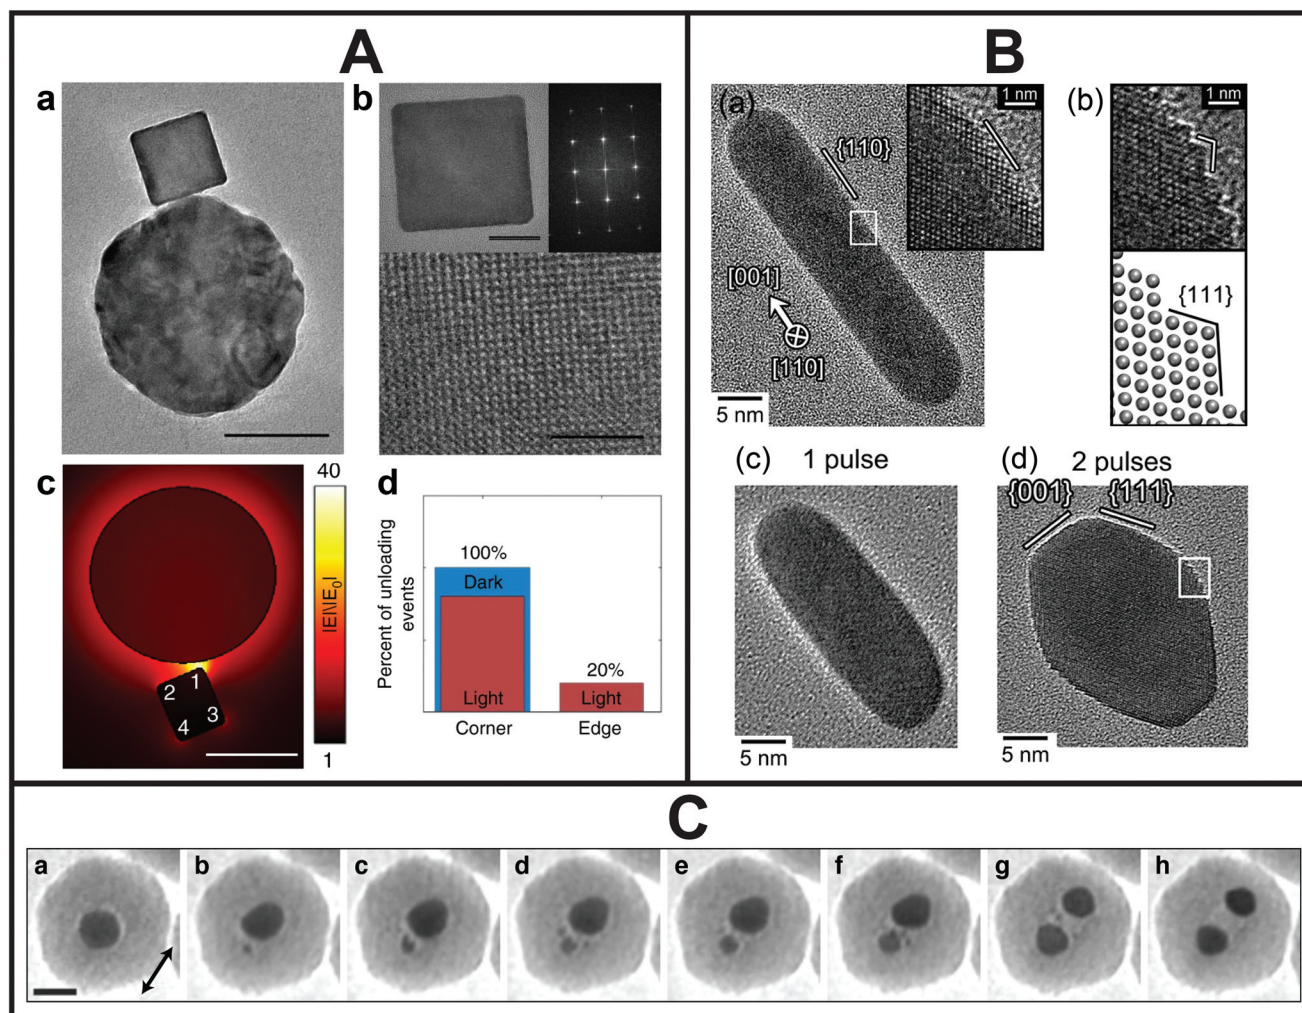 A
a
b
c
40
|E|\|E0|
1
1
2
3
4
d
Percent of unloading
events
100%
Dark
Light
20%
Light
Corner
Edge
B
(a)
{110}
1 nm
[001]
[110]
5 nm
(b)
1 nm
{111}
(c)
1 pulse
5 nm
(d)
2 pulses
{001}
{111}
5 nm
C
a
b
c
d
e
f
g
h